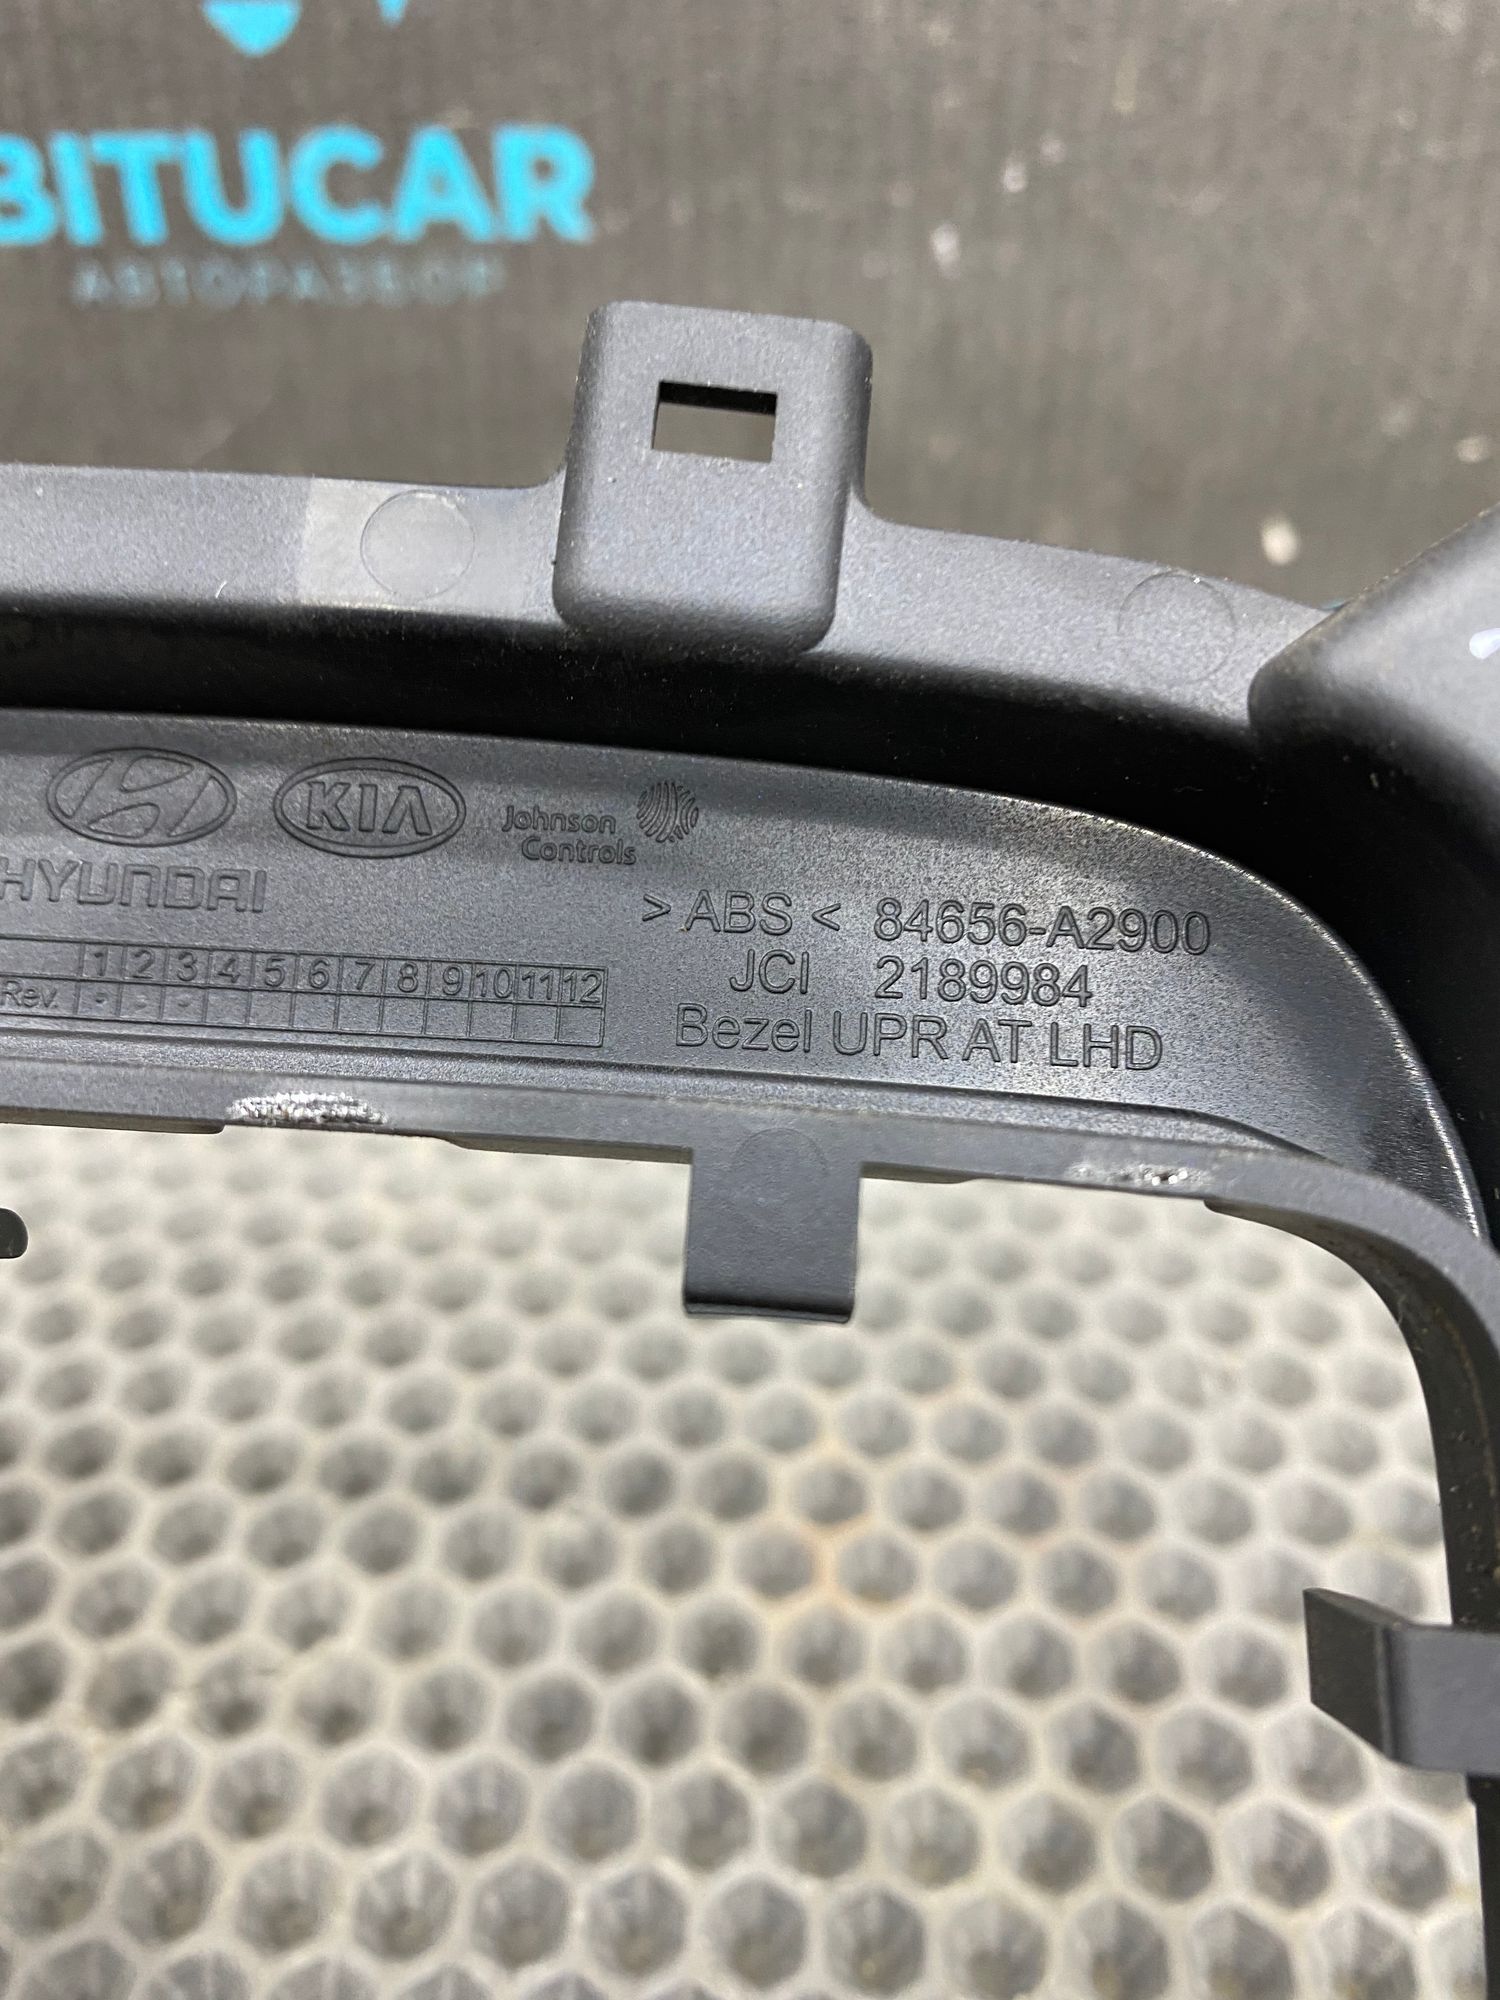 BITUCAR
АВТОРАЗБОР
KIA
Johnson
Controls
HYUNDAI
> ABS < 84656-A2900
JCI 2189984
Bezel UPR AT LHD
1 2 3 4 5 6 7 8 9 10 11 12
Rev. - - -